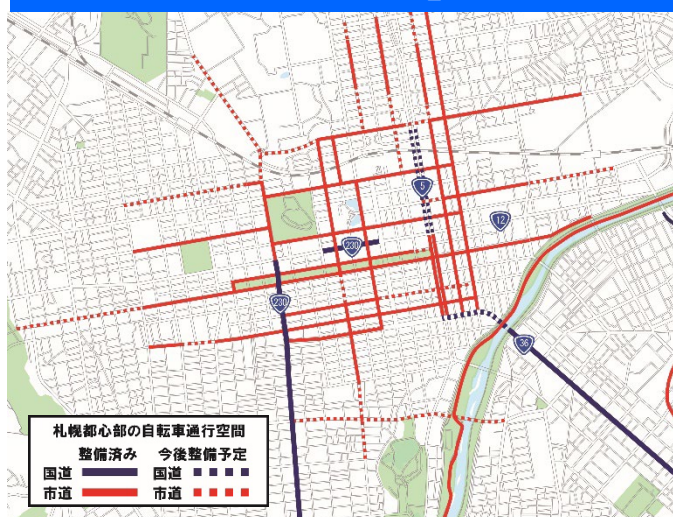 5
12
230
230
36
札幌都心部の自転車通行空間
整備済み 今後整備予定
国道 国道
市道 市道